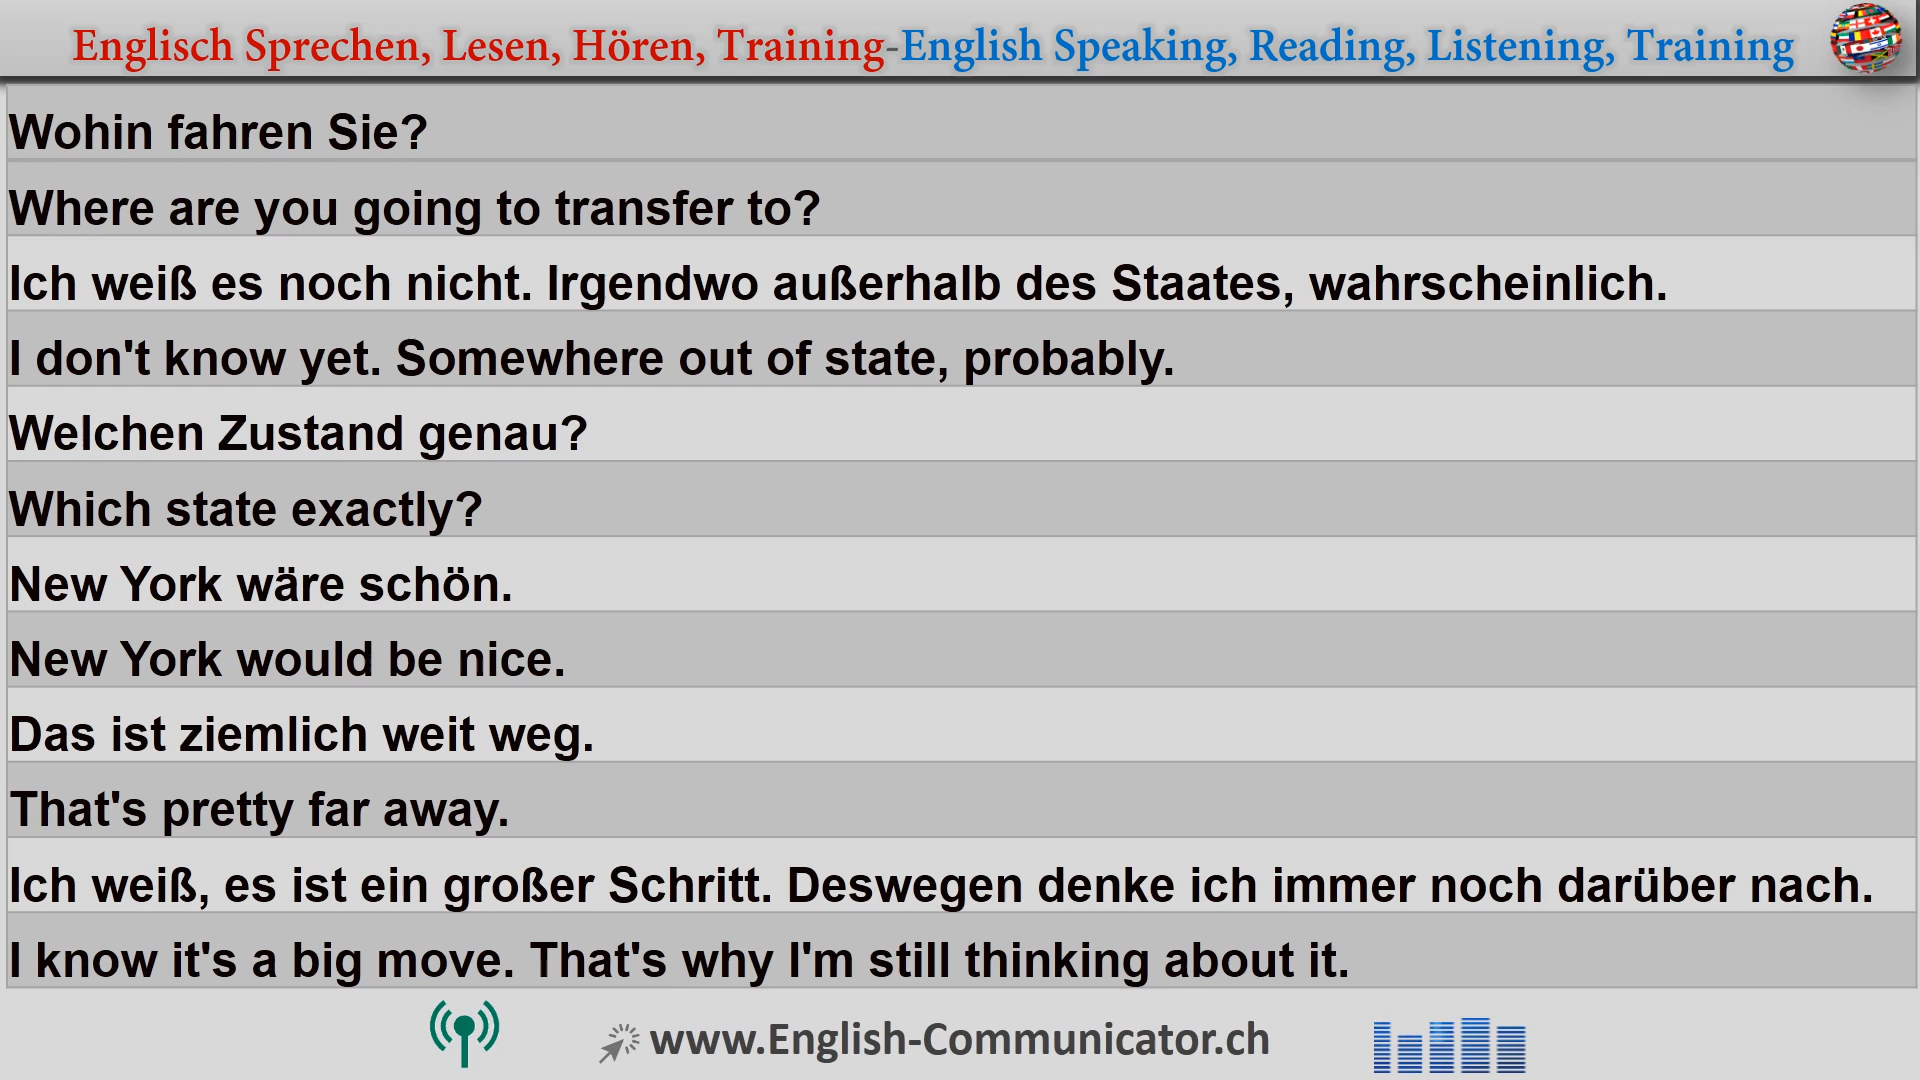 Englisch Sprechen, Lesen, Hören, Training-English Speaking, Reading, Listening, Training
Wohin fahren Sie?
Where are you going to transfer to?
Ich weiß es noch nicht. Irgendwo außerhalb des Staates, wahrscheinlich.
I don't know yet. Somewhere out of state, probably.
Welchen Zustand genau?
Which state exactly?
New York wäre schön.
New York would be nice.
Das ist ziemlich weit weg.
That's pretty far away.
Ich weiß, es ist ein großer Schritt. Deswegen denke ich immer noch darüber nach.
I know it's a big move. That's why I'm still thinking about it.
www.English-Communicator.ch